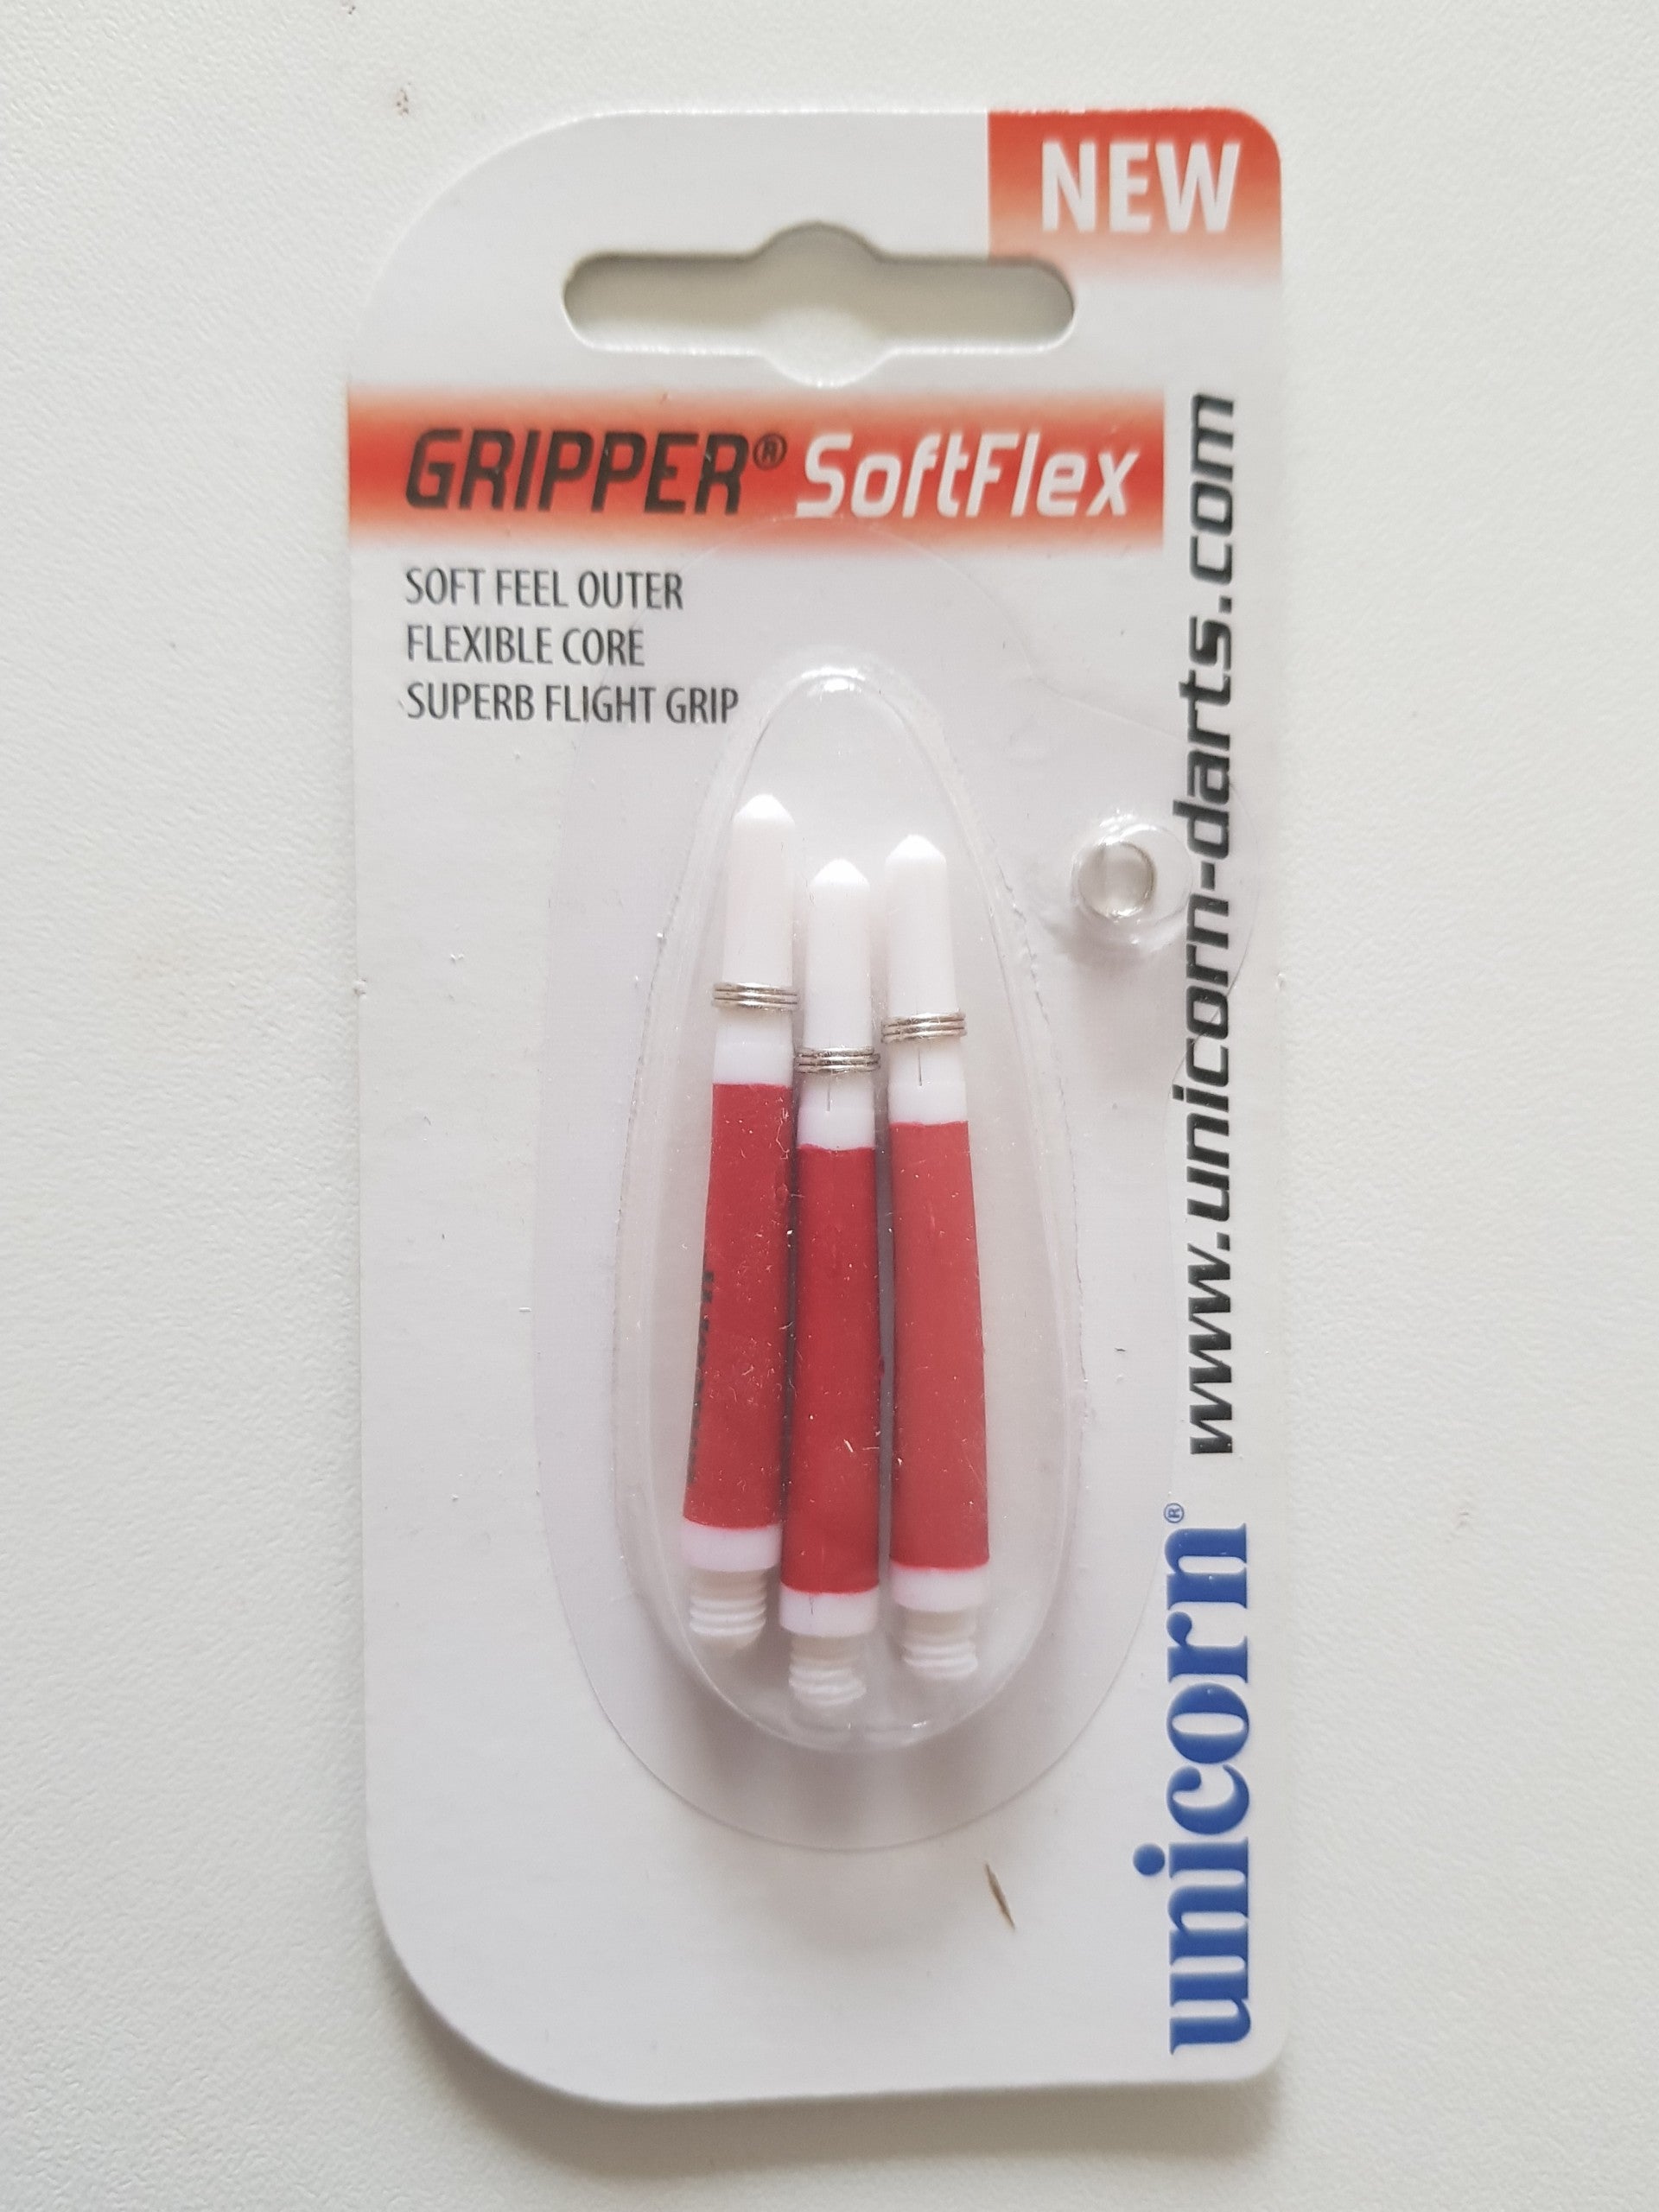 NEW
GRIPPER® SoftFlex
SOFT FEEL OUTER
FLEXIBLE CORE
SUPERB FLIGHT GRIP
www.unicorn-darts.com
unicorn®